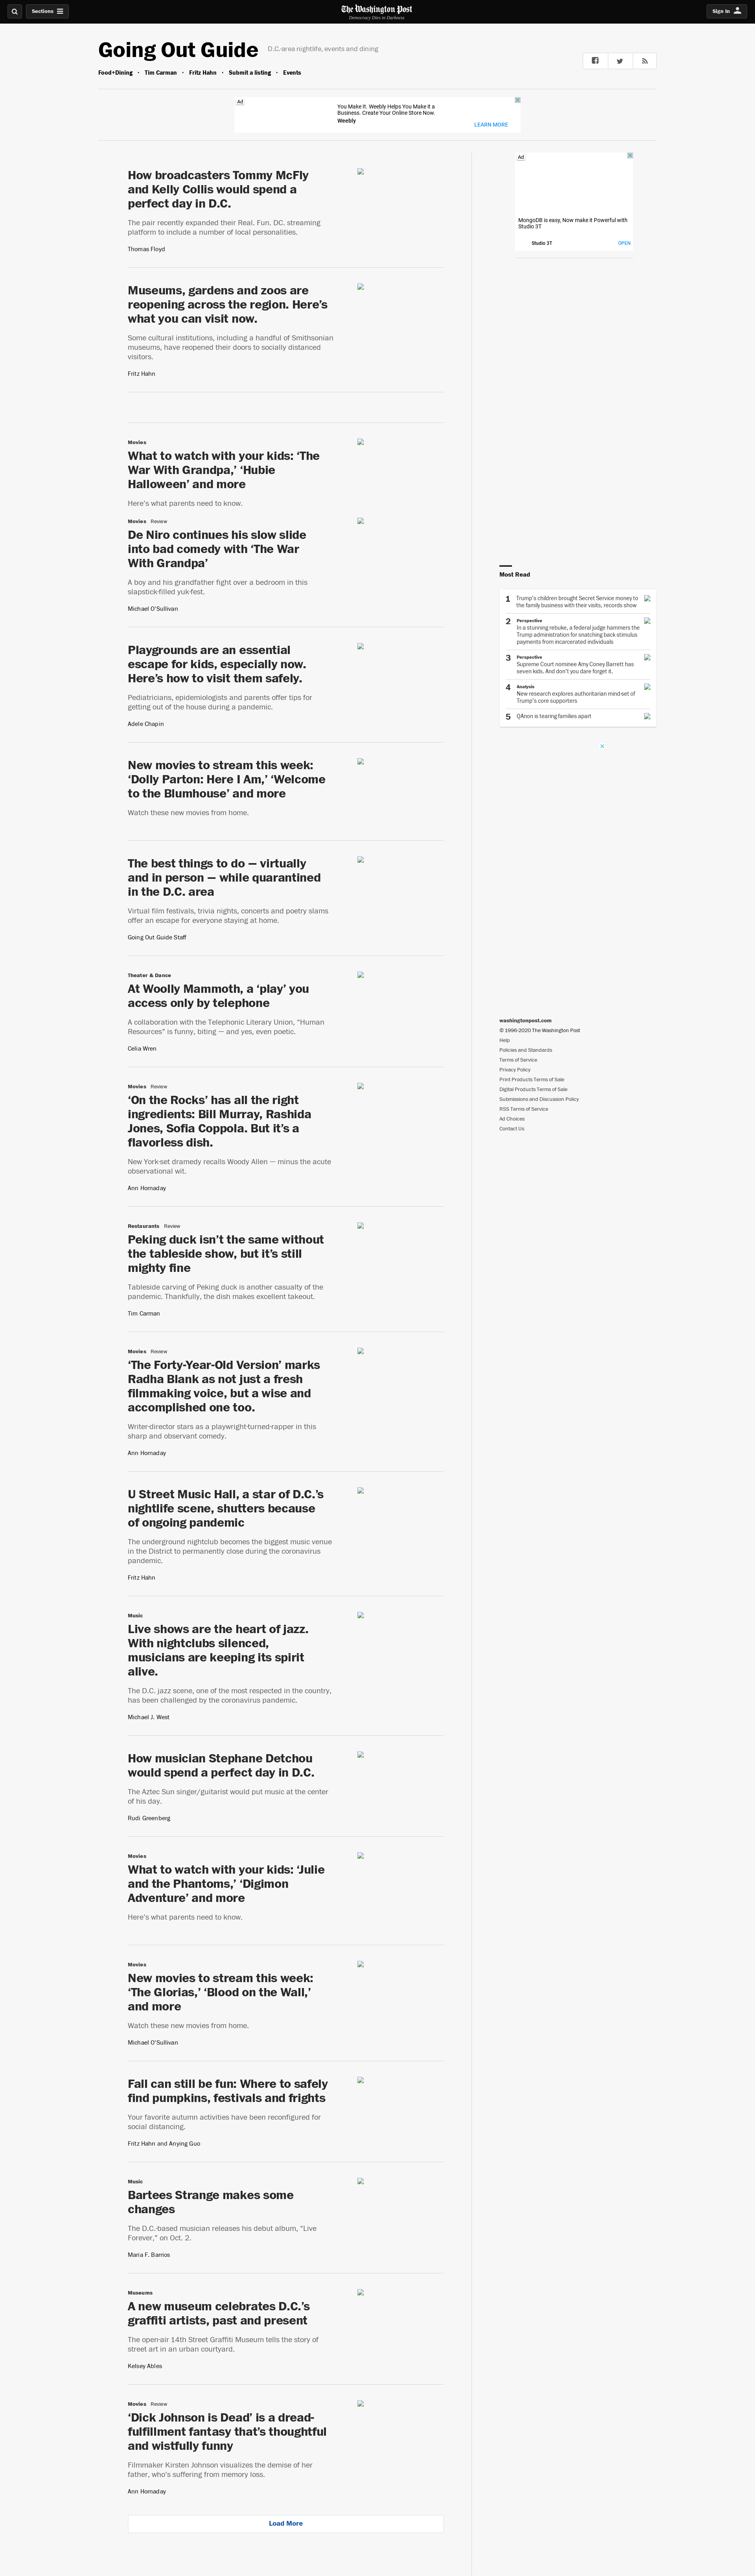 Sections
The Washington Post
Democracy Dies in Darkness
Sign In
Going Out Guide
D.C.-area nightlife, events and dining
Food+Dining • Tim Carman • Fritz Hahn • Submit a listing • Events
Ad
You Make It. Weebly Helps You Make it a
Business. Create Your Online Store Now.
Weebly
LEARN MORE
How broadcasters Tommy McFly
and Kelly Collis would spend a
perfect day in D.C.
The pair recently expanded their Real. Fun. DC. streaming
platform to include a number of local personalities.
Thomas Floyd
Museums, gardens and zoos are
reopening across the region. Here's
what you can visit now.
Some cultural institutions, including a handful of Smithsonian
museums, have reopened their doors to socially distanced
visitors.
Fritz Hahn
Movies
What to watch with your kids: ‘The
War With Grandpa,’ ‘Hubie
Halloween’ and more
Here's what parents need to know.
Movies Review
De Niro continues his slow slide
into bad comedy with ‘The War
With Grandpa’
A boy and his grandfather fight over a bedroom in this
slapstick-filled yuk-fest.
Michael O'Sullivan
Playgrounds are an essential
escape for kids, especially now.
Here’s how to visit them safely.
Pediatricians, epidemiologists and parents offer tips for
getting out of the house during a pandemic.
Adele Chapin
New movies to stream this week:
‘Dolly Parton: Here I Am,’ ‘Welcome
to the Blumhouse’ and more
Watch these new movies from home.
The best things to do — virtually
and in person — while quarantined
in the D.C. area
Virtual film festivals, trivia nights, concerts and poetry slams
offer an escape for everyone staying at home.
Going Out Guide Staff
Theater & Dance
At Woolly Mammoth, a ‘play’ you
access only by telephone
A collaboration with the Telephonic Literary Union, “Human
Resources” is funny, biting — and yes, even poetic.
Celia Wren
Movies Review
‘On the Rocks’ has all the right
ingredients: Bill Murray, Rashida
Jones, Sofia Coppola. But it’s a
flavorless dish.
New York-set dramedy recalls Woody Allen — minus the acute
observational wit.
Ann Hornaday
Restaurants Review
Peking duck isn’t the same without
the tableside show, but it’s still
mighty fine
Tableside carving of Peking duck is another casualty of the
pandemic. Thankfully, the dish makes excellent takeout.
Tim Carman
Movies Review
‘The Forty-Year-Old Version’ marks
Radha Blank as not just a fresh
filmmaking voice, but a wise and
accomplished one too.
Writer-director stars as a playwright-turned-rapper in this
sharp and observant comedy.
Ann Hornaday
U Street Music Hall, a star of D.C.’s
nightlife scene, shutters because
of ongoing pandemic
The underground nightclub becomes the biggest music venue
in the District to permanently close during the coronavirus
pandemic.
Fritz Hahn
Music
Live shows are the heart of jazz.
With nightclubs silenced,
musicians are keeping its spirit
alive.
The D.C. jazz scene, one of the most respected in the country,
has been challenged by the coronavirus pandemic.
Michael J. West
How musician Stephane Detchou
would spend a perfect day in D.C.
The Aztec Sun singer/guitarist would put music at the center
of his day.
Rudi Greenberg
Movies
What to watch with your kids: ‘Julie
and the Phantoms,’ ‘Digimon
Adventure’ and more
Here's what parents need to know.
Movies
New movies to stream this week:
‘The Glorias,’ ‘Blood on the Wall,’
and more
Watch these new movies from home.
Michael O'Sullivan
Fall can still be fun: Where to safely
find pumpkins, festivals and frights
Your favorite autumn activities have been reconfigured for
social distancing.
Fritz Hahn and Anying Guo
Music
Bartees Strange makes some
changes
The D.C.-based musician releases his debut album, “Live
Forever,” on Oct. 2.
Maria F. Barrios
Museums
A new museum celebrates D.C.’s
graffiti artists, past and present
The open-air 14th Street Graffiti Museum tells the story of
street art in an urban courtyard.
Kelsey Ables
Movies Review
‘Dick Johnson is Dead’ is a dread-
fulfillment fantasy that’s thoughtful
and wistfully funny
Filmmaker Kirsten Johnson visualizes the demise of her
father, who’s suffering from memory loss.
Ann Hornaday
Load More
Ad
MongoDB is easy, Now make it Powerful with
Studio 3T
Studio 3T
OPEN
Most Read
1 Trump’s children brought Secret Service money to
the family business with their visits, records show
2 Perspective
In a stunning rebuke, a federal judge hammers the
Trump administration for snatching back stimulus
payments from incarcerated individuals
3 Perspective
Supreme Court nominee Amy Coney Barrett has
seven kids. And don’t you dare forget it.
4 Analysis
New research explores authoritarian mind-set of
Trump’s core supporters
5 QAnon is tearing families apart
washingtonpost.com
© 1996-2020 The Washington Post
Help
Policies and Standards
Terms of Service
Privacy Policy
Print Products Terms of Sale
Digital Products Terms of Sale
Submissions and Discussion Policy
RSS Terms of Service
Ad Choices
Contact Us